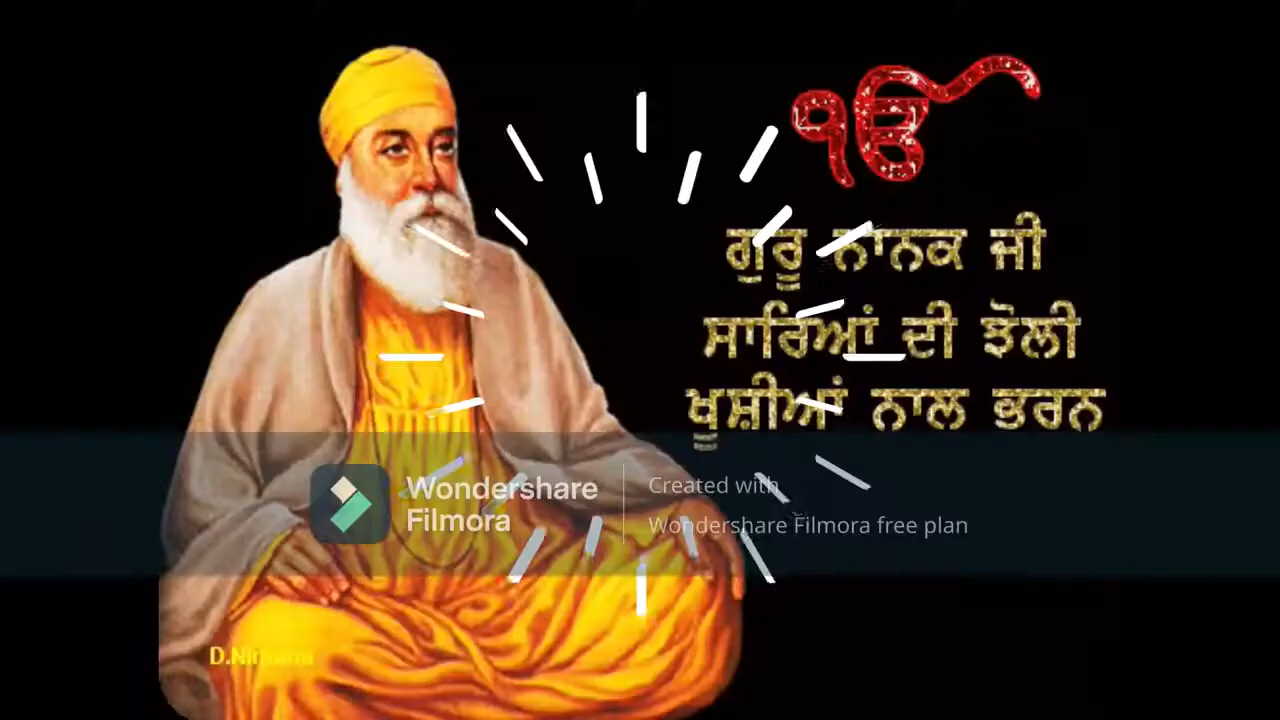 ੴ
ਗੁਰੂ ਨਾਨਕ ਜੀ
ਸਾਰਿਆਂ ਦੀ ਝੋਲੀ
ਖੂਸ਼ੀਆਂ ਨਾਲ ਭਰਨ
Wondershare
Filmora
Created with
Wondershare Filmora free plan